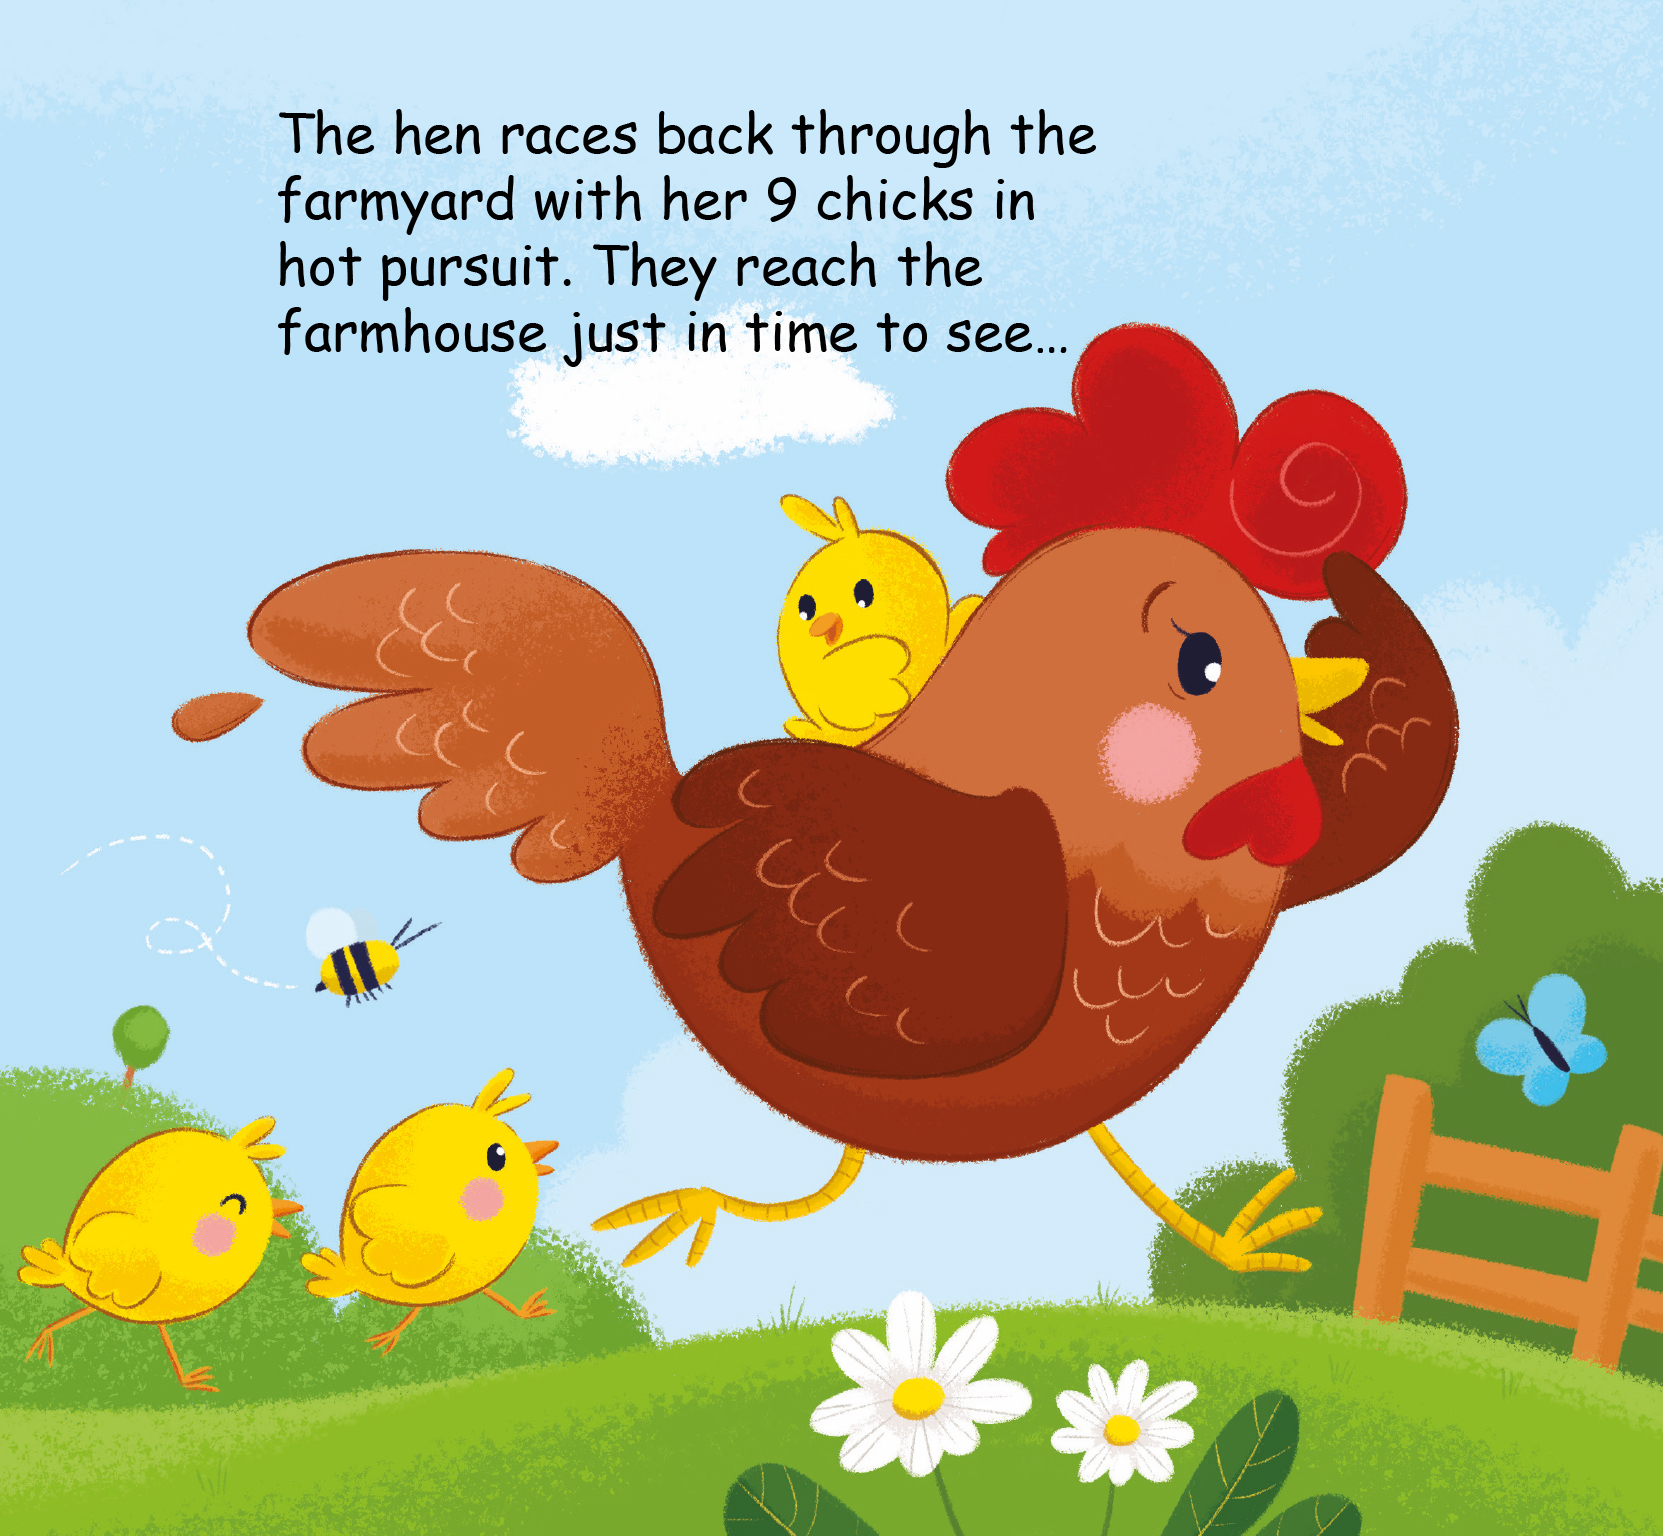 The hen races back through the
farmyard with her 9 chicks in
hot pursuit. They reach the
farmhouse just in time to see...